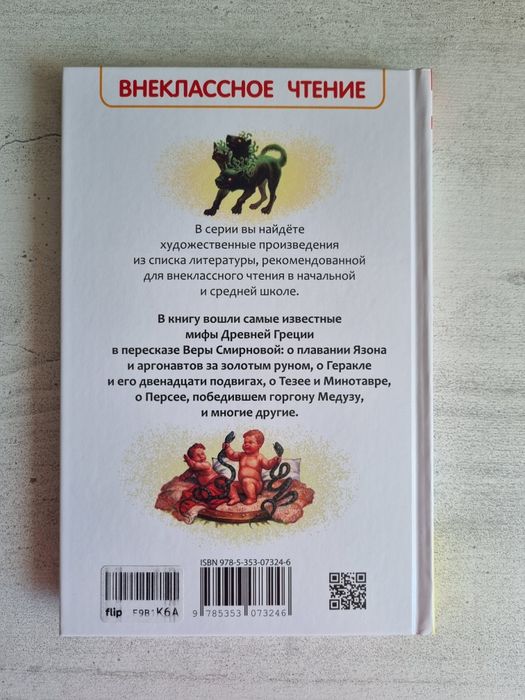 ВНЕКЛАССНОЕ ЧТЕНИЕ
В серии вы найдёте
художественные произведения
из списка литературы, рекомендованной
для внеклассного чтения в начальной
и средней школе.
В книгу вошли самые известные
мифы Древней Греции
в пересказе Веры Смирновой: о плавании Язона
и аргонавтов за золотым руном, о Геракле
и его двенадцати подвигах, о Тезее и Минотавре,
о Персее, победившем горгону Медузу,
и многие другие.
ISBN 978-5-353-07324-6
flip E9B1K6A
9 785353 073246